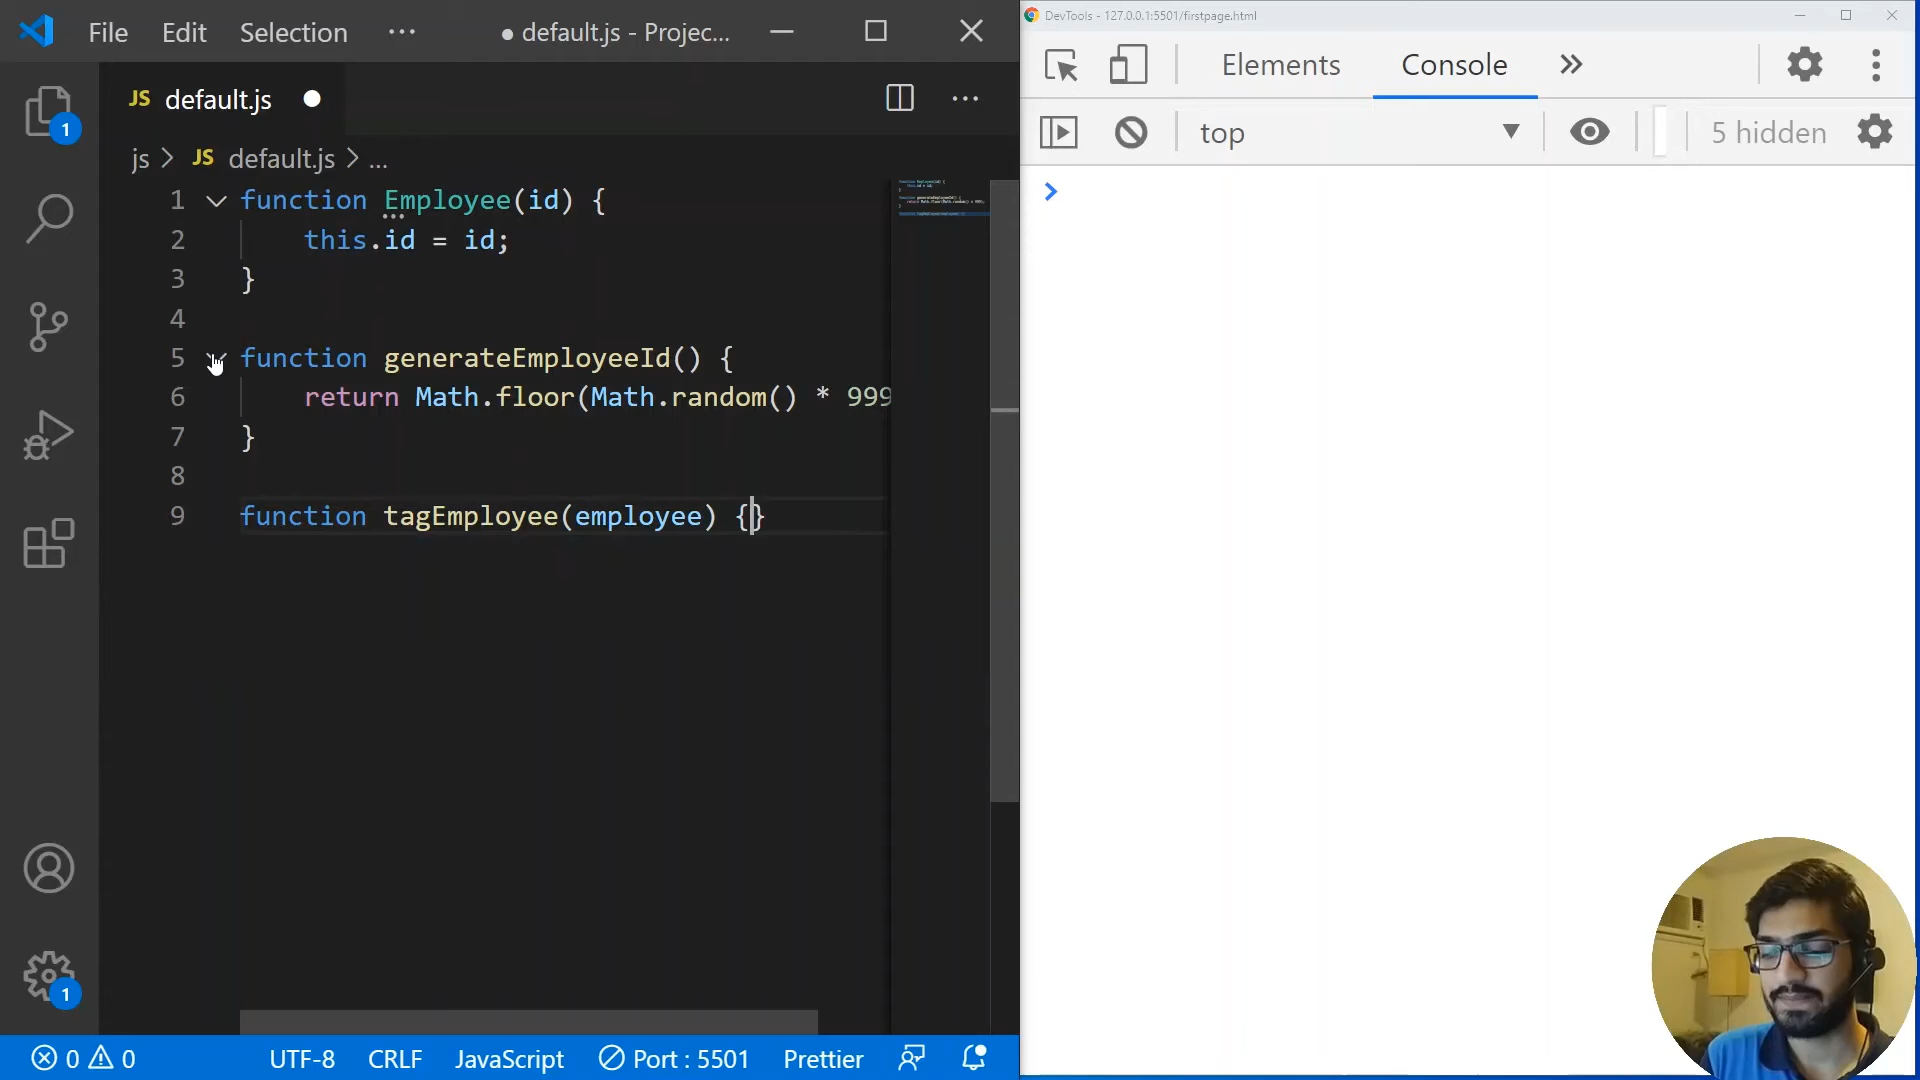 File Edit Selection ··· ● default.js - Projec...
JS default.js ●
js > JS default.js > ...
1 function Employee(id) {
2 this.id = id;
3 }
4
5 function generateEmployeeId() {
6 return Math.floor(Math.random() * 999
7 }
8
9 function tagEmployee(employee) {}
1
1
0 0 UTF-8 CRLF JavaScript Port : 5501 Prettier
DevTools - 127.0.0.1:5501/firstpage.html
Elements Console »
top 5 hidden
>